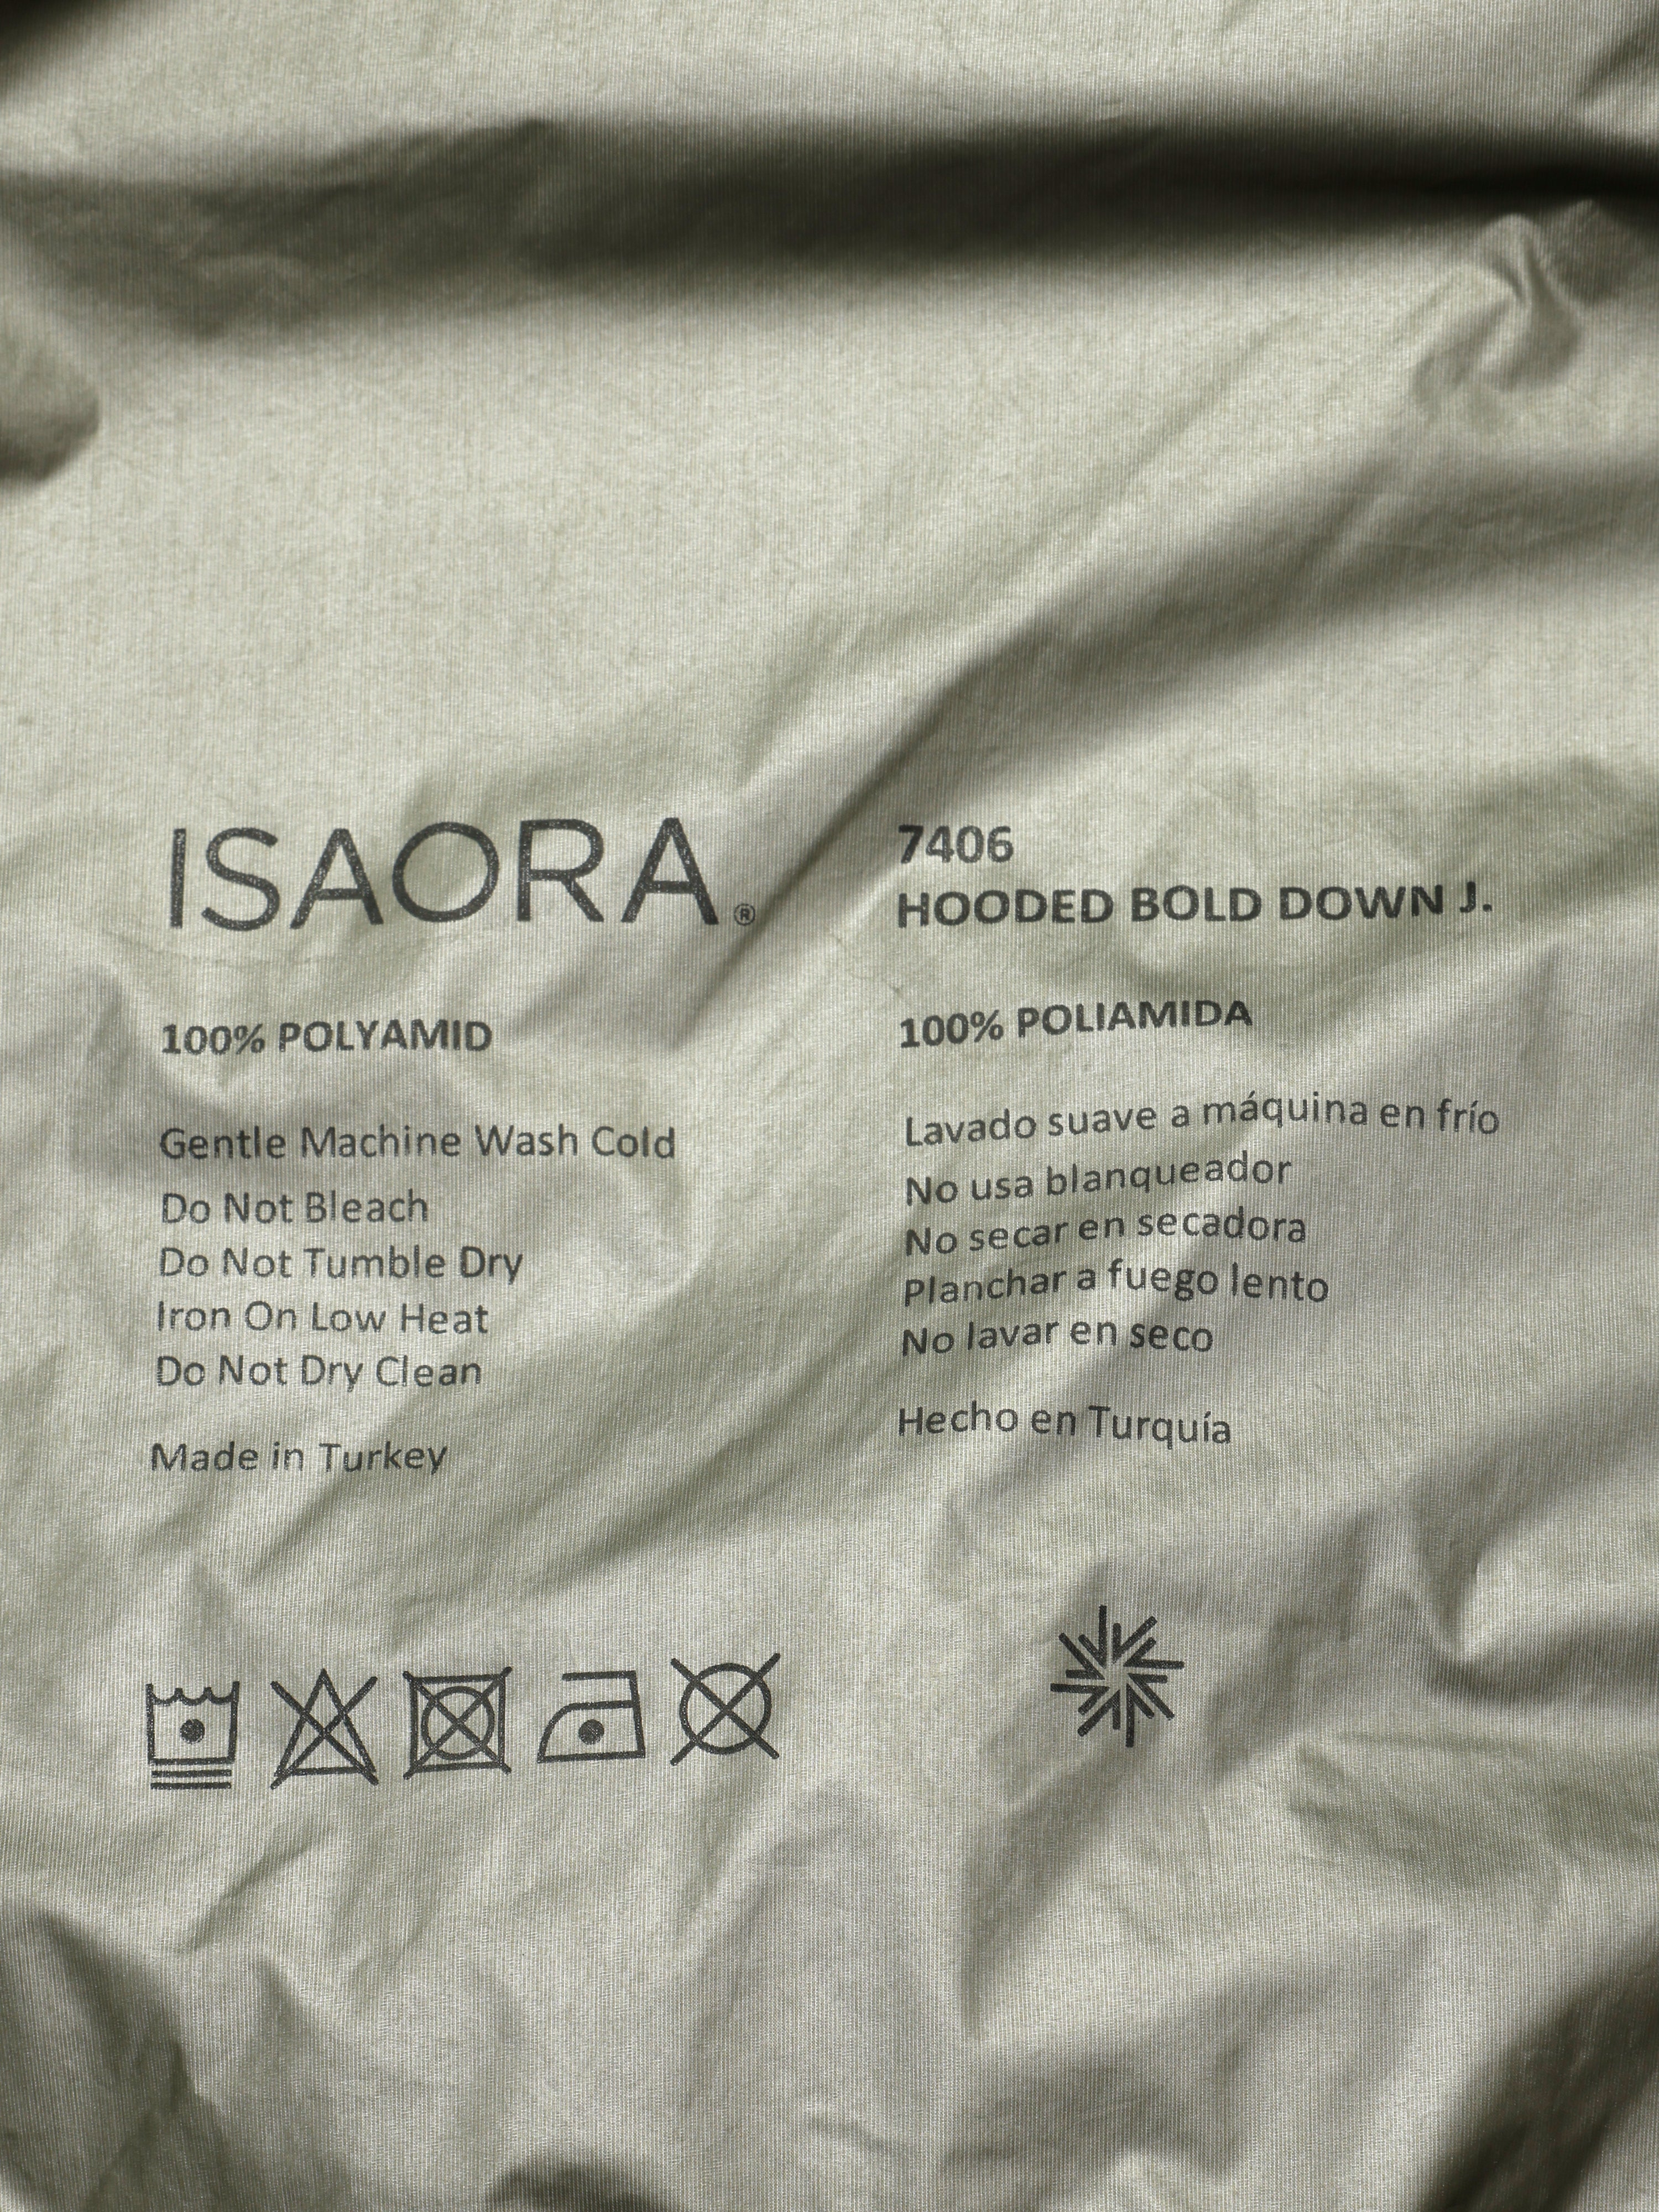 ISAORA®
7406
HOODED BOLD DOWN J.
100% POLYAMID
Gentle Machine Wash Cold
Do Not Bleach
Do Not Tumble Dry
Iron On Low Heat
Do Not Dry Clean
Made in Turkey
100% POLIAMIDA
Lavado suave a máquina en frío
No usa blanqueador
No secar en secadora
Planchar a fuego lento
No lavar en seco
Hecho en Turquía